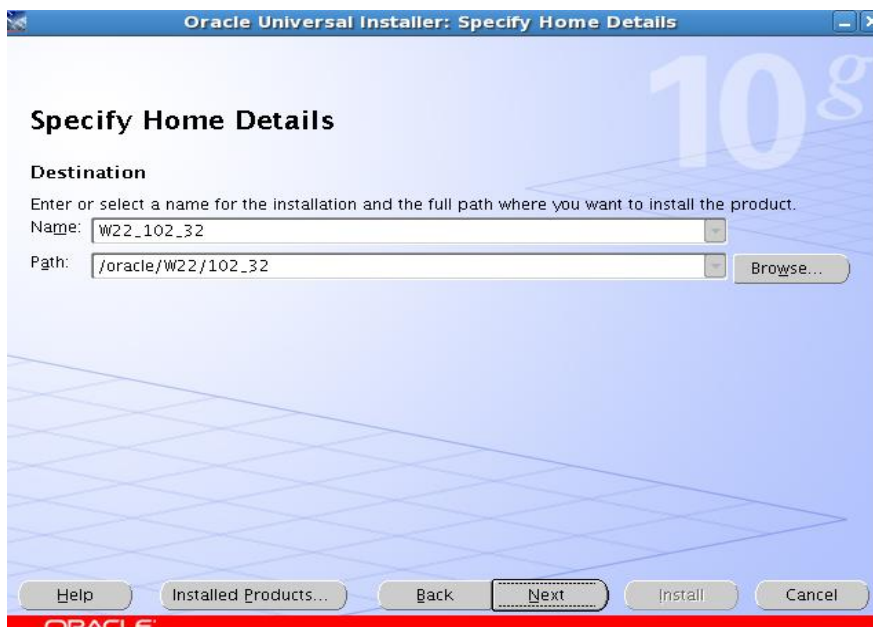 Oracle Universal Installer: Specify Home Details
10g
Specify Home Details
Destination
Enter or select a name for the installation and the full path where you want to install the product.
Name: W22_102_32
Path: /oracle/W22/102_32 Browse...
Help Installed Products... Back Next Install Cancel
ORACLE